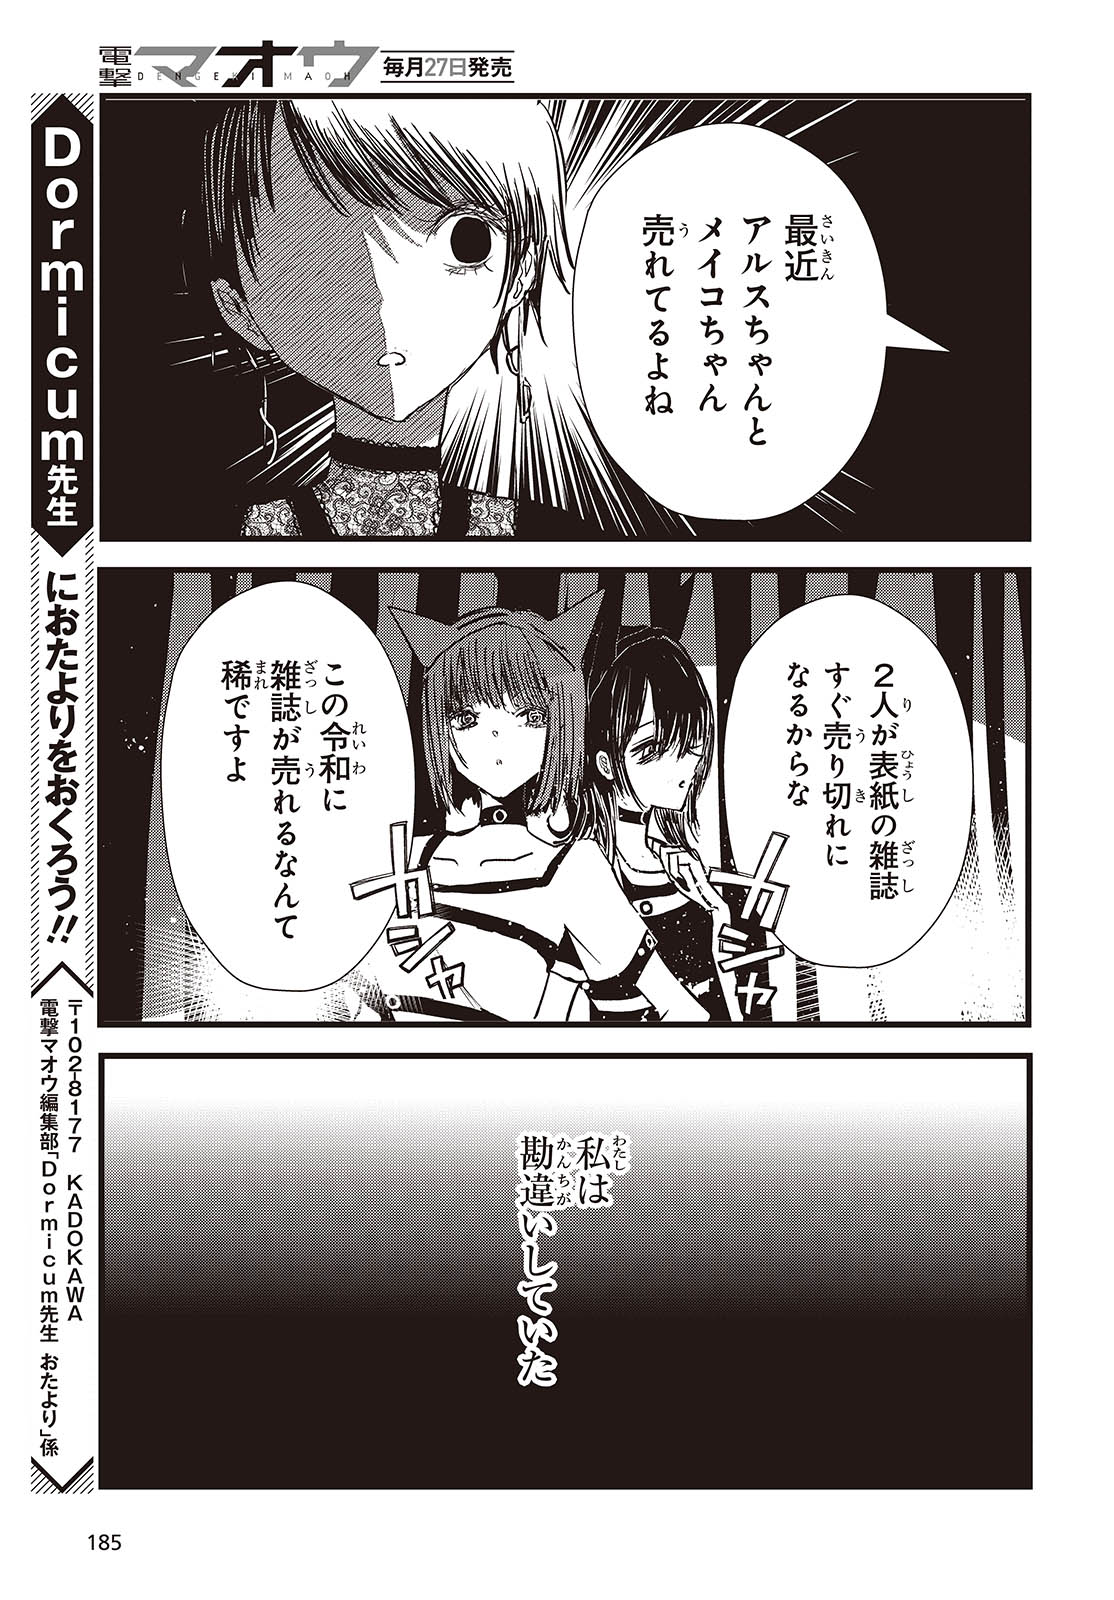 電撃マオウ
DENGEKI MAOH
毎月27日発売
最近
アルスちゃんと
メイコちゃん
売れてるよね
2人が表紙の雑誌
すぐ売り切れに
なるからな
カシャ
この令和に
雑誌が売れるなんて
稀ですよ
カシャ
私は
勘違いしていた
Dormicum先生
におたよりをおくろう!!
〒102-8177 KADOKAWA
電撃マオウ編集部「Dormicum先生 おたより」係
185